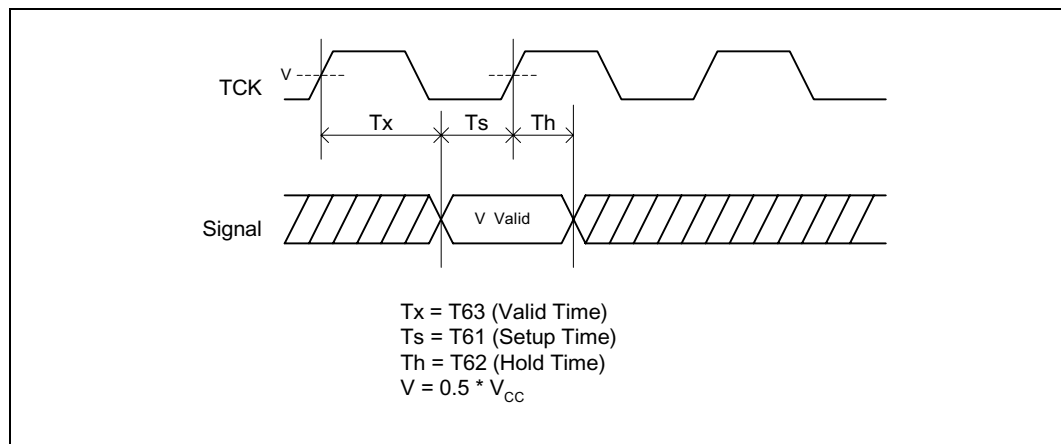 V
TCK
Tx Ts Th
Signal
V Valid
Tx = T63 (Valid Time)
Ts = T61 (Setup Time)
Th = T62 (Hold Time)
V = 0.5 * VCC